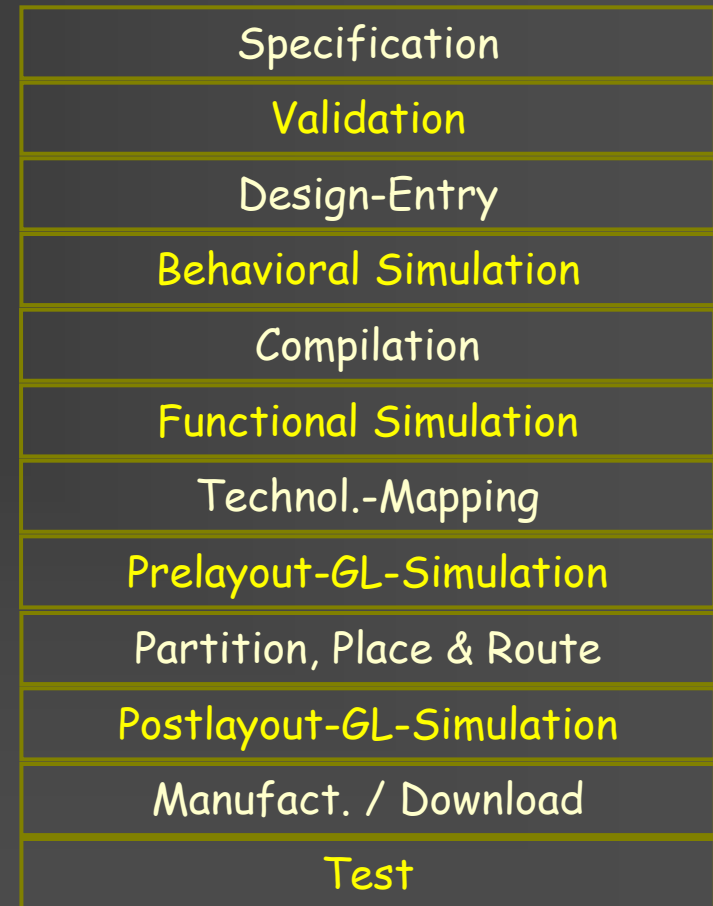 Specification
Validation
Design-Entry
Behavioral Simulation
Compilation
Functional Simulation
Technol.-Mapping
Prelayout-GL-Simulation
Partition, Place & Route
Postlayout-GL-Simulation
Manufact. / Download
Test